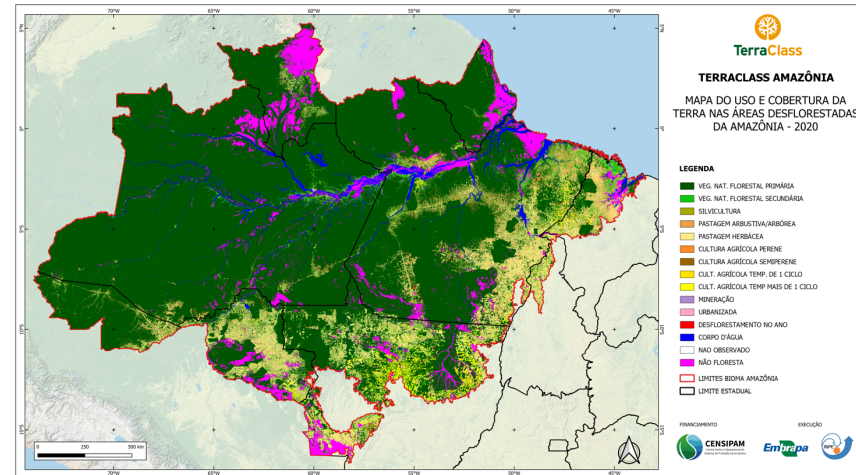 70°W 60°W 50°W
5°N
0°
5°S
10°S
15°S
70°W 60°W 50°W
0 250 500 km
TerraClass
TERRACLASS AMAZÔNIA
MAPA DO USO E COBERTURA DA
TERRA NAS ÁREAS DESFLORESTADAS
DA AMAZÔNIA - 2020
LEGENDA
VEG. NAT. FLORESTAL PRIMÁRIA
VEG. NAT. FLORESTAL SECUNDÁRIA
SILVICULTURA
PASTAGEM ARBUSTIVA/ARBÓREA
PASTAGEM HERBÁCEA
CULTURA AGRÍCOLA PERENE
CULTURA AGRÍCOLA SEMIPERENE
CULT. AGRÍCOLA TEMP. DE 1 CICLO
CULT. AGRÍCOLA TEMP MAIS DE 1 CICLO
MINERAÇÃO
URBANIZADA
DESFLORESTAMENTO NO ANO
CORPO D'ÁGUA
NAO OBSERVADO
NÃO FLORESTA
LIMITES BIOMA AMAZÔNIA
LIMITE ESTADUAL
FINANCIAMENTO EXECUÇÃO
CENSIPAM
Embrapa
INPE